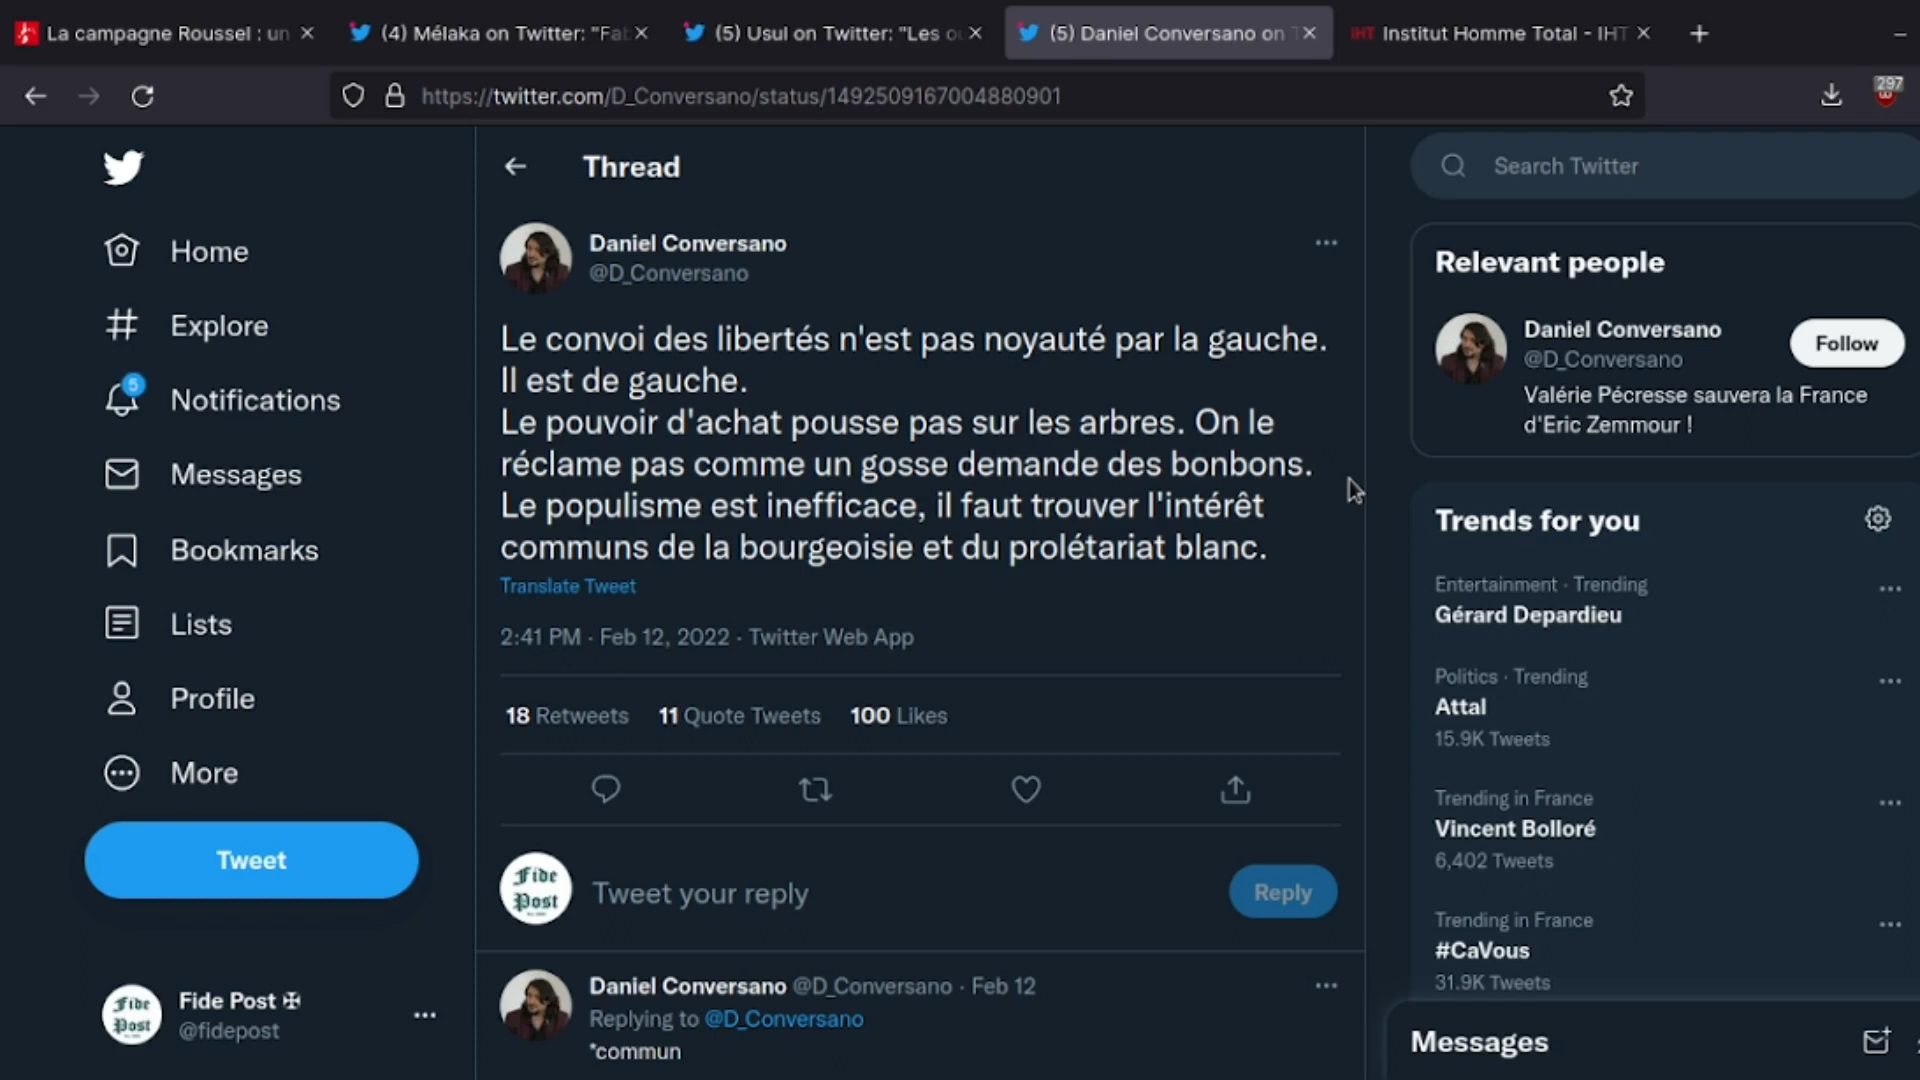 La campagne Roussel : un
(4) Mélaka on Twitter: "Fa
(5) Usul on Twitter: "Les o
(5) Daniel Conversano on T
IHT Institut Homme Total - IHT
https://twitter.com/D_Conversano/status/1492509167004880901
297
Home
Explore
5
Notifications
Messages
Bookmarks
Lists
Profile
More
Tweet
Fide Post ✠
@fidepost
Thread
Daniel Conversano
@D_Conversano
Le convoi des libertés n'est pas noyauté par la gauche.
Il est de gauche.
Le pouvoir d'achat pousse pas sur les arbres. On le
réclame pas comme un gosse demande des bonbons.
Le populisme est inefficace, il faut trouver l'intérêt
communs de la bourgeoisie et du prolétariat blanc.
Translate Tweet
2:41 PM · Feb 12, 2022 · Twitter Web App
18 Retweets 11 Quote Tweets 100 Likes
Fide
Post
Tweet your reply
Reply
Daniel Conversano @D_Conversano · Feb 12
Replying to @D_Conversano
*commun
Search Twitter
Relevant people
Daniel Conversano
@D_Conversano
Follow
Valérie Pécresse sauvera la France
d'Eric Zemmour !
Trends for you
Entertainment · Trending
Gérard Depardieu
Politics · Trending
Attal
15.9K Tweets
Trending in France
Vincent Bolloré
6,402 Tweets
Trending in France
#CaVous
31.9K Tweets
Messages
Fide
Post